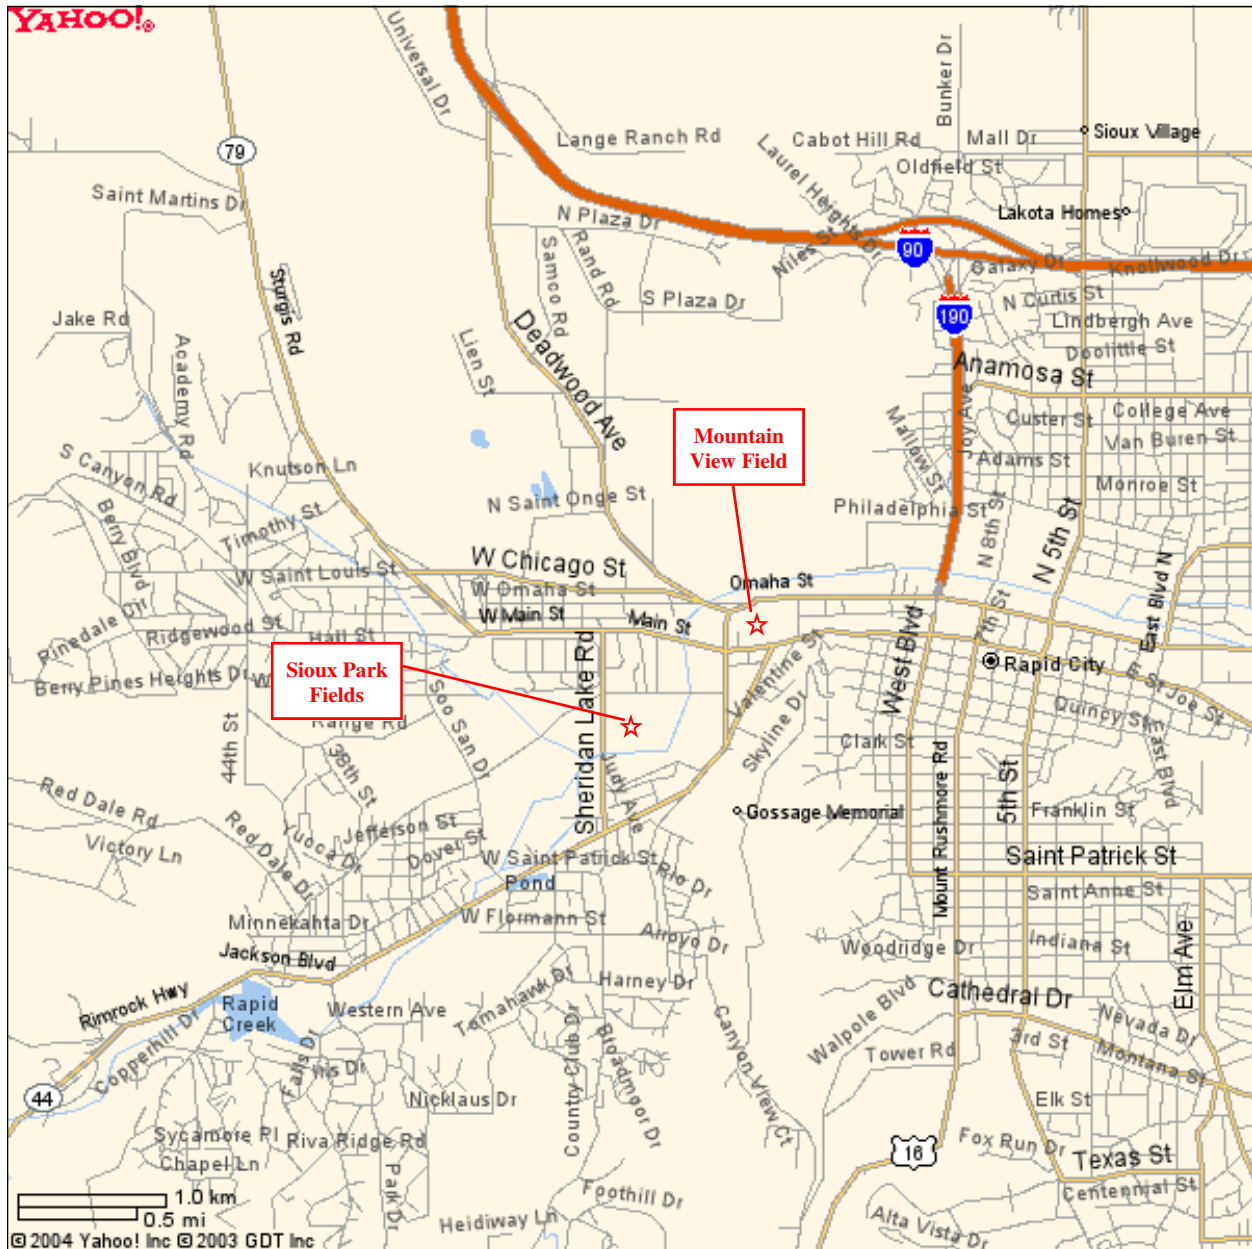 YAHOO!®
Universal Dr
Bunker Dr
Lange Ranch Rd
Cabot Hill Rd
Mall Dr
Sioux Village
79
Laurel Heights Dr
Oldfield St
Saint Martins Dr
N Plaza Dr
Lakota Homes
Niles St
90
Galaxy Dr
Knollwood Dr
Samco Rd
Rand Rd
Sturgis Rd
S Plaza Dr
N Curtis St
190
Lindbergh Ave
Jake Rd
Academy Rd
Lien St
Deadwood Ave
Doolittle St
Anamosa St
Joy Ave
College Ave
Custer St
Mallow St
Van Buren St
Mountain
View Field
Adams St
S Canyon Rd
Knutson Ln
Monroe St
N Saint Onge St
Philadelphia St
Berry Blvd
Timothy St
N 8th St
N 5th St
W Chicago St
W Saint Louis St
Omaha St
W Omaha St
W Main St
Main St
7th St
East Blvd N
Pinedale Cir
Ridgewood St
Hall St
West Blvd
Rapid City
Sioux Park
Fields
Berry Pines Heights Dr
W
Valentine St
E St Joe St
Soo San Dr
Sheridan Lake Rd
Range Rd
Skyline Dr
Quincy St
44th St
38th St
Clark St
East Blvd
Judy Ave
Mount Rushmore Rd
5th St
Red Dale Rd
Red Dale Dr
Yucca Dr
Jefferson St
Gossage Memorial
Franklin St
Victory Ln
Dover St
W Saint Patrick St
Saint Patrick St
Rio Dr
Pond
Saint Anne St
Minnekahta Dr
W Flormann St
Arroyo Dr
Woodridge Dr
Indiana St
Elm Ave
Jackson Blvd
Harney Dr
Rimrock Hwy
Rapid
Creek
Western Ave
Tomahawk Dr
Walpole Blvd
Cathedral Dr
Copperhill Dr
Falls Dr
Country Club Dr
Broadmoor Dr
Canyon View Ct
Nevada Dr
3rd St
Montana St
Tower Rd
Iris Dr
44
Nicklaus Dr
Elk St
Sycamore Pl
Riva Ridge Rd
16
Fox Run Dr
Texas St
Chapel Ln
Park Dr
Centennial St
1.0 km
0.5 mi
Foothill Dr
Heidiway Ln
Alta Vista Dr
© 2004 Yahoo! Inc © 2003 GDT Inc